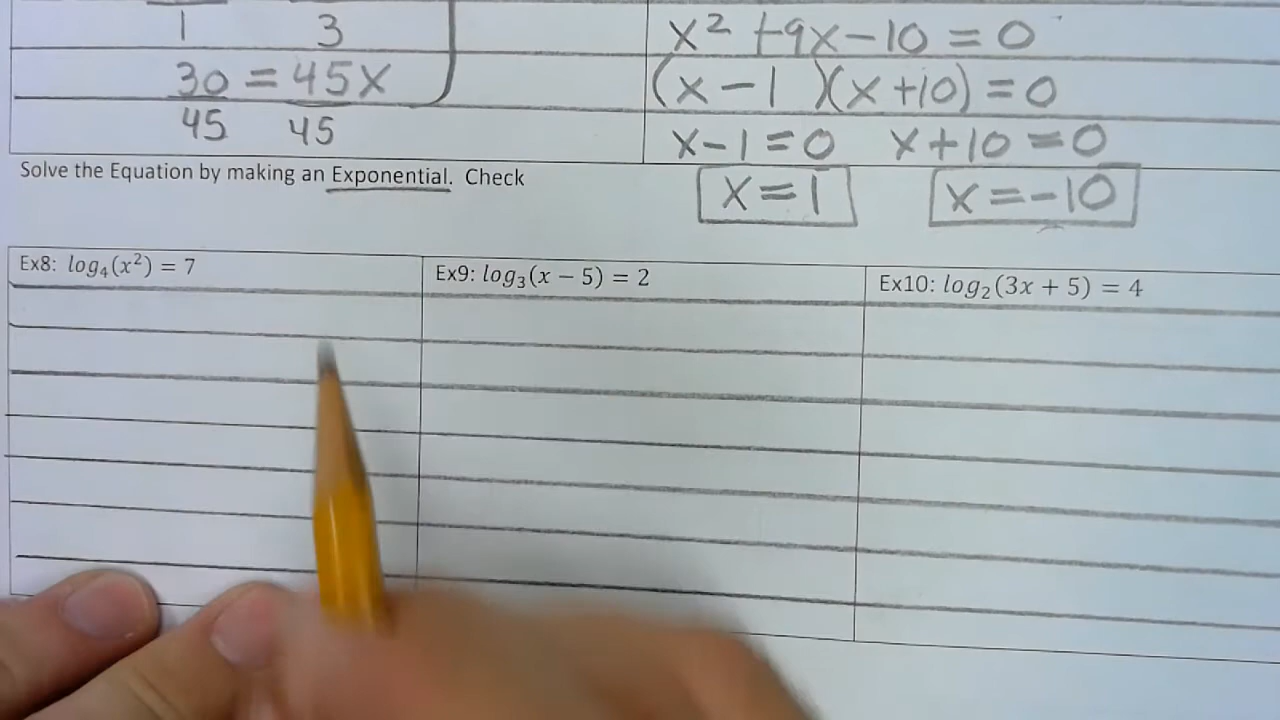 1 3
30 = 45x
45 45
x² +9x-10 = 0
(x - 1 )(x +10) = 0
x-1=0 x+10=0
x=1 x=-10
Solve the Equation by making an Exponential. Check
Ex8: log₄(x²) = 7
Ex9: log₃(x − 5) = 2
Ex10: log₂(3x + 5) = 4